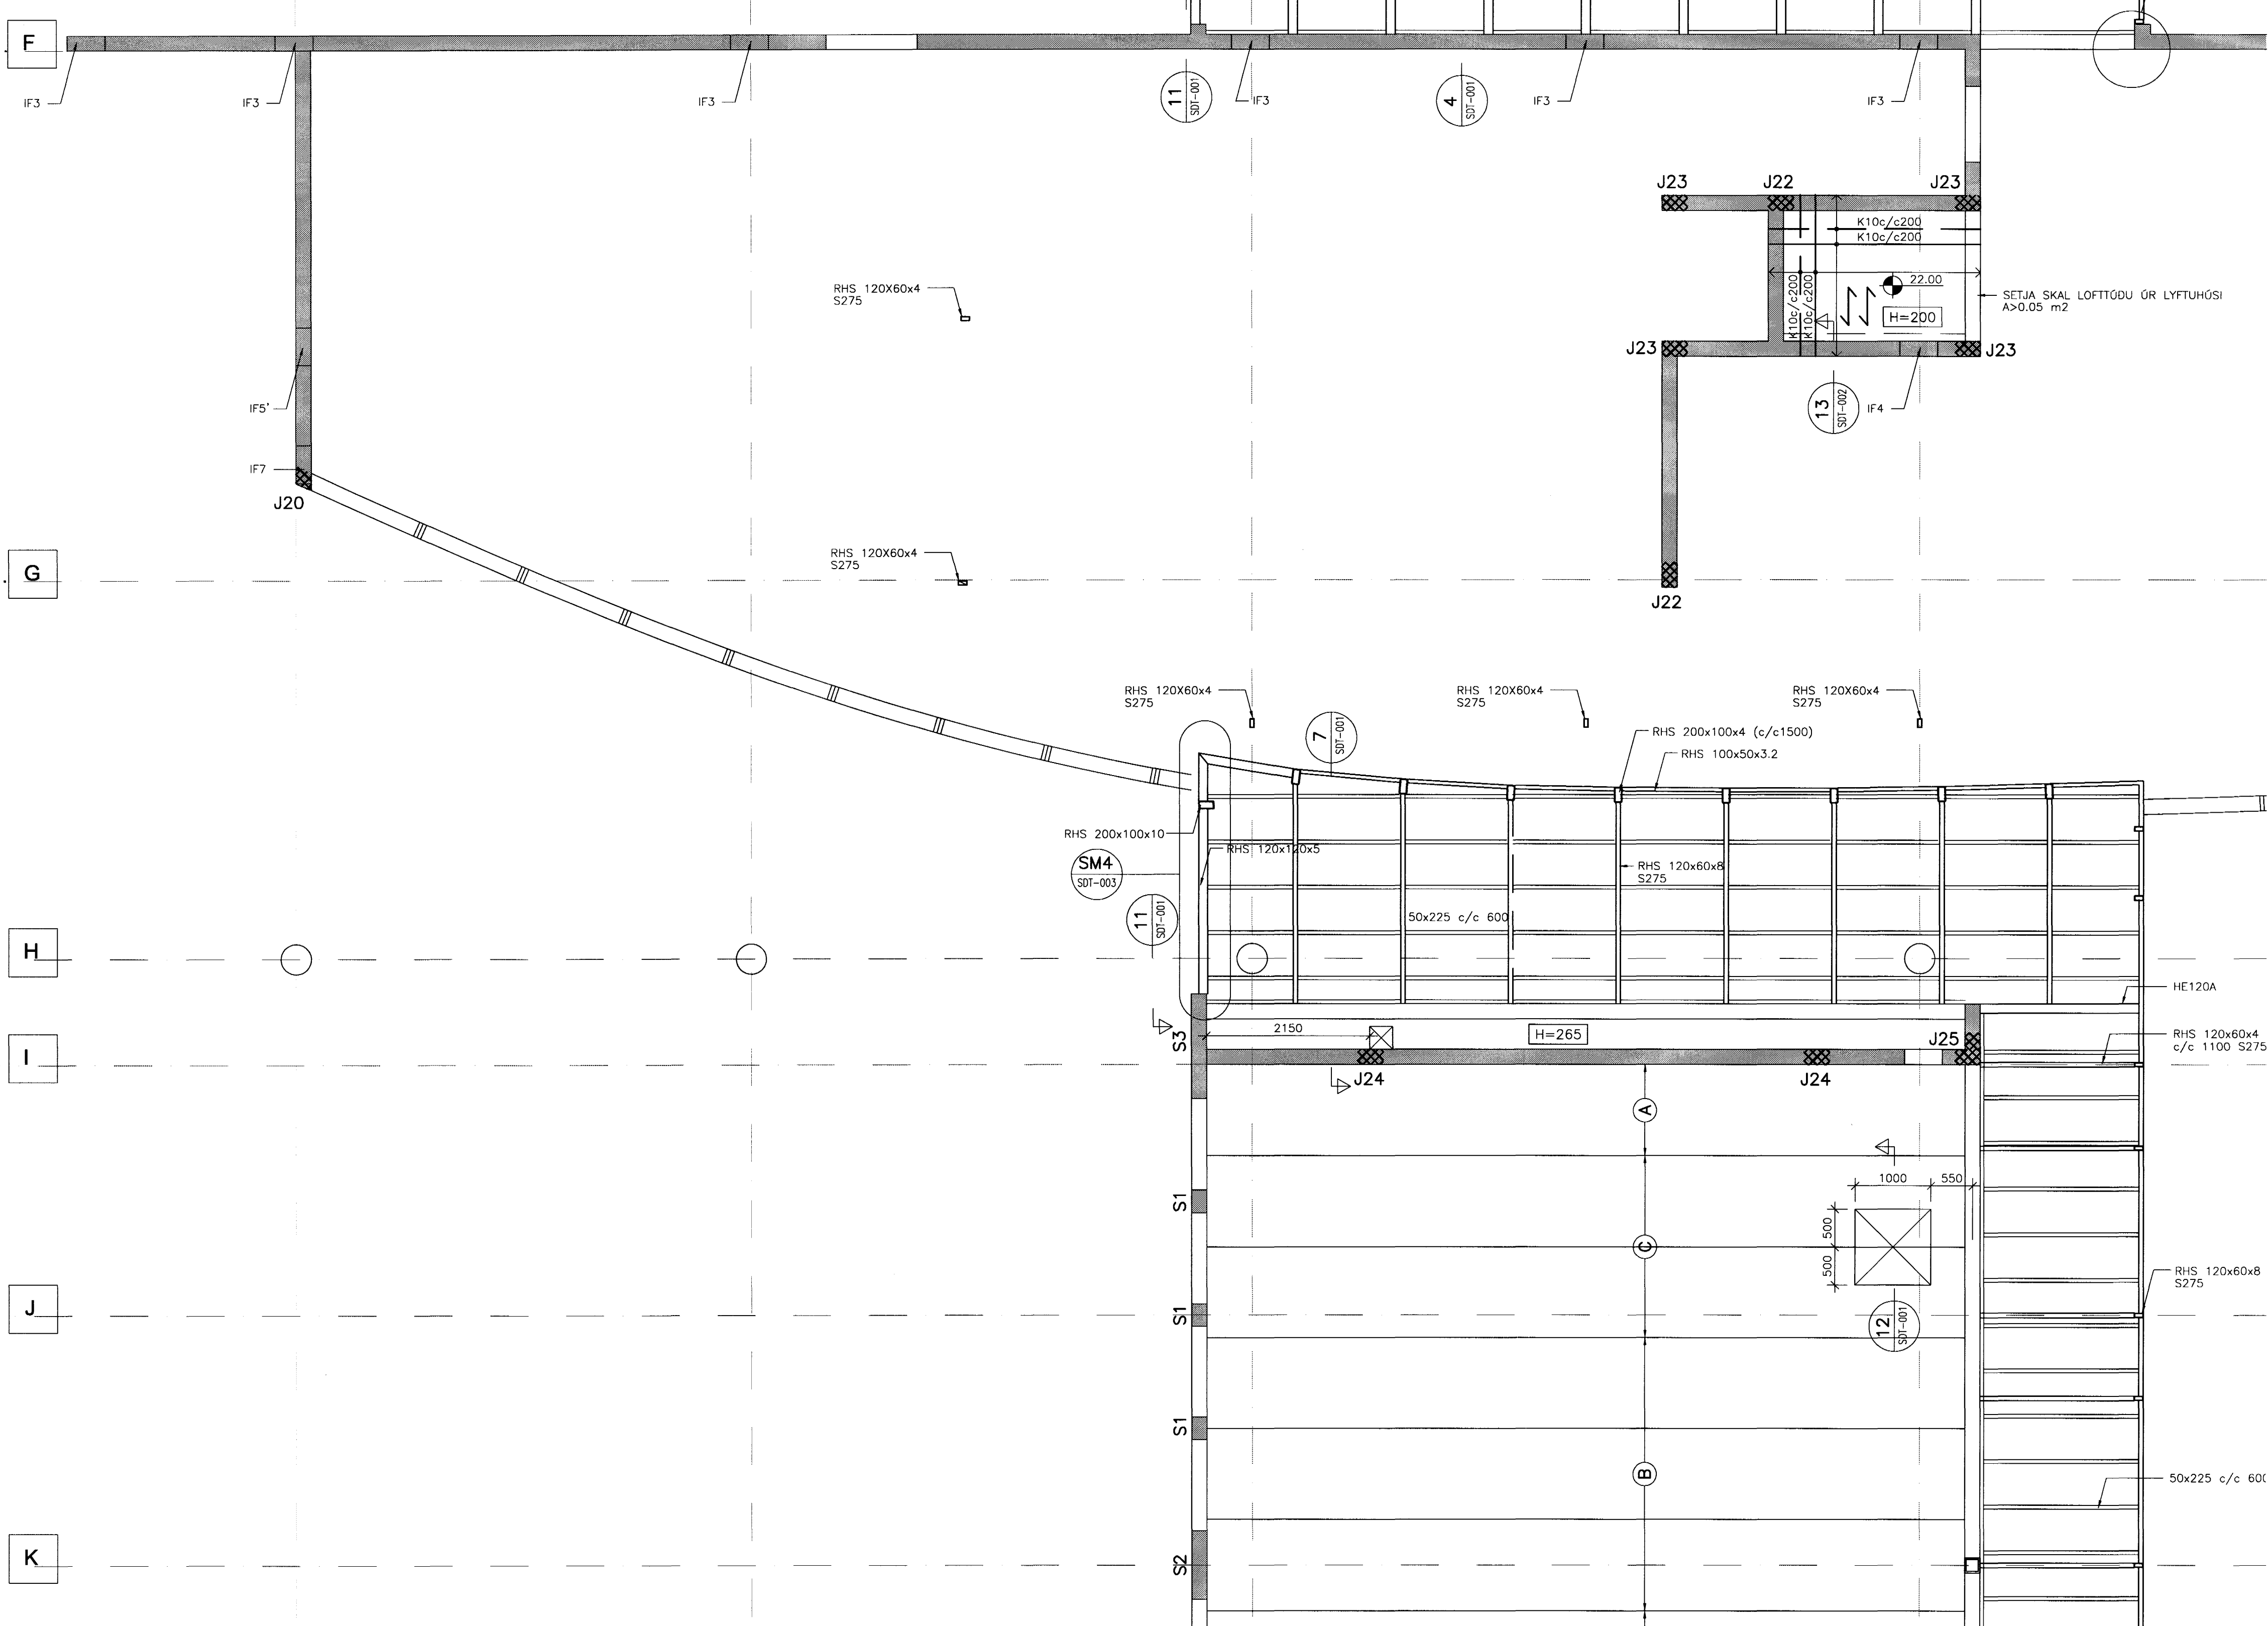 F
IF3
IF3
IF3
11
SDT-001
IF3
4
SDT-001
IF3
IF3
J23
J22
J23
K10c/c200
K10c/c200
K10c/c200
K10c/c200
22.00
H=200
SETJA SKAL LOFTTÚÐU ÚR LYFTUHÚSI
A>0.05 m2
RHS 120X60x4
S275
J23
J23
13
SDT-002
IF4
IF5'
IF7
J20
G
RHS 120X60x4
S275
J22
RHS 120X60x4
S275
RHS 120X60x4
S275
RHS 120X60x4
S275
7
SDT-001
RHS 200x100x4 (c/c1500)
RHS 100x50x3.2
RHS 200x100x10
RHS 120x120x5
SM4
SDT-003
RHS 120x60x8
S275
11
SDT-001
50x225 c/c 600
H
HE120A
S3
2150
H=265
J25
RHS 120x60x4
c/c 1100 S275
I
J24
J24
A
S1
1000
550
500
500
C
RHS 120x60x8
S275
J
S1
12
SDT-001
S1
B
50x225 c/c 600
K
S2